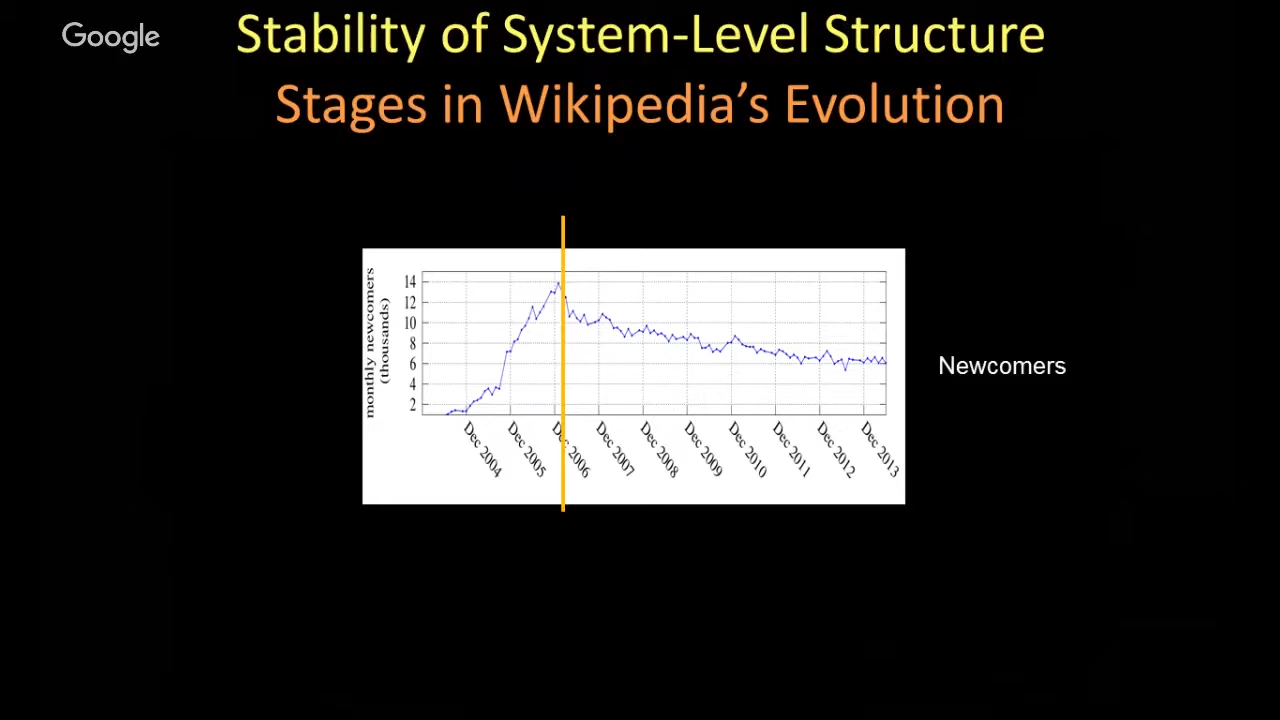 Google
Stability of System-Level Structure
Stages in Wikipedia’s Evolution
monthly newcomers
(thousands)
14
12
10
8
6
4
2
Dec 2004
Dec 2005
Dec 2006
Dec 2007
Dec 2008
Dec 2009
Dec 2010
Dec 2011
Dec 2012
Dec 2013
Newcomers